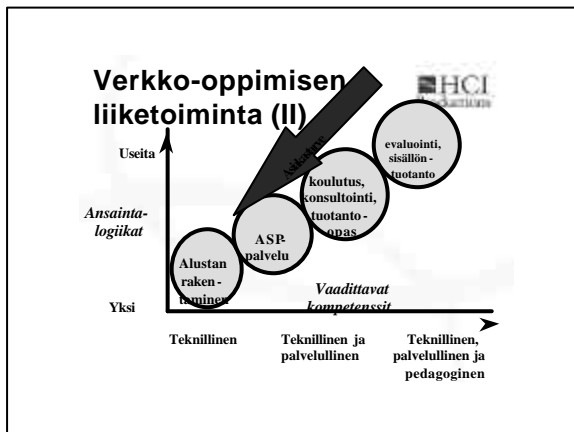 Verkko-oppimisen
liiketoiminta (II)
HCI
Useita
Ansainta-
logiikat
Yksi
Alustan
raken-
taminen
ASP-
palvelu
koulutus,
konsultointi,
tuotanto-
opas
evaluointi,
sisällön-
tuotanto
Vaadittavat
kompetenssit
Teknillinen
Teknillinen ja
palvelullinen
Teknillinen,
palvelullinen ja
pedagoginen